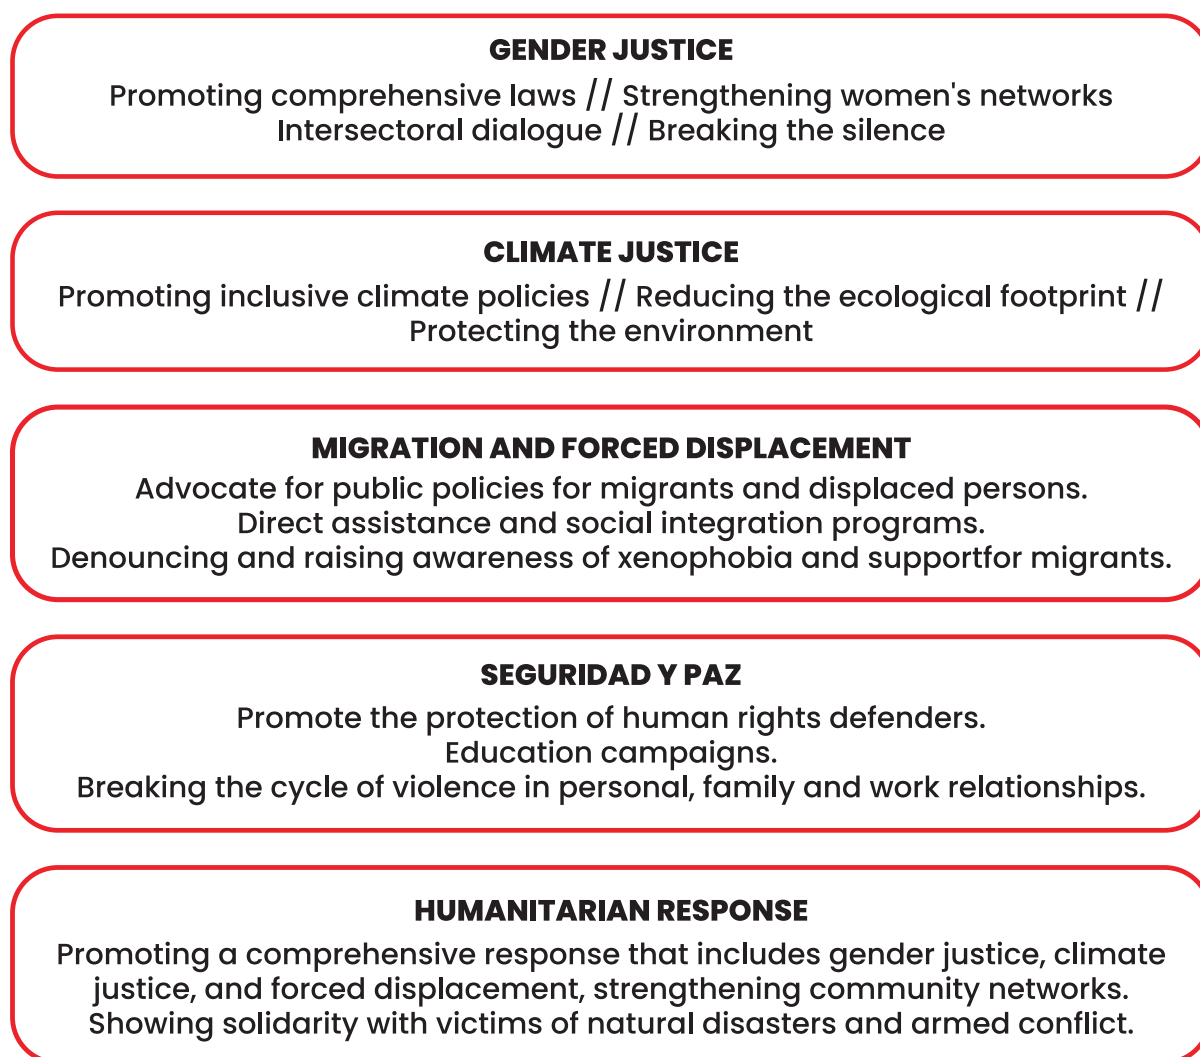 GENDER JUSTICE
Promoting comprehensive laws // Strengthening women's networks
Intersectoral dialogue // Breaking the silence
CLIMATE JUSTICE
Promoting inclusive climate policies // Reducing the ecological footprint //
Protecting the environment
MIGRATION AND FORCED DISPLACEMENT
Advocate for public policies for migrants and displaced persons.
Direct assistance and social integration programs.
Denouncing and raising awareness of xenophobia and supportfor migrants.
SEGURIDAD Y PAZ
Promote the protection of human rights defenders.
Education campaigns.
Breaking the cycle of violence in personal, family and work relationships.
HUMANITARIAN RESPONSE
Promoting a comprehensive response that includes gender justice, climate
justice, and forced displacement, strengthening community networks.
Showing solidarity with victims of natural disasters and armed conflict.